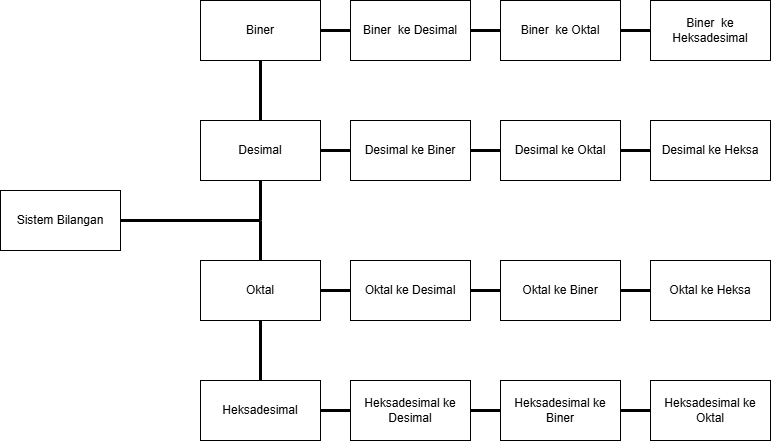 Biner
Biner ke Desimal
Biner ke Oktal
Biner ke
Heksadesimal
Desimal
Desimal ke Biner
Desimal ke Oktal
Desimal ke Heksa
Sistem Bilangan
Oktal
Oktal ke Desimal
Oktal ke Biner
Oktal ke Heksa
Heksadesimal
Heksadesimal ke
Desimal
Heksadesimal ke
Biner
Heksadesimal ke
Oktal